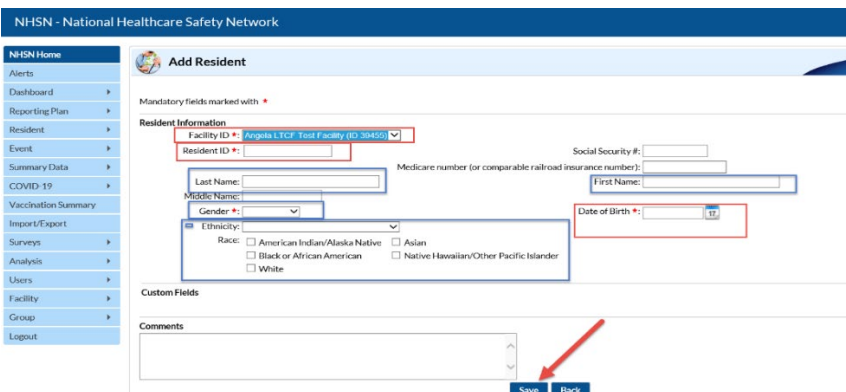 NHSN - National Healthcare Safety Network
NHSN Home
Alerts
Dashboard
Reporting Plan
Resident
Event
Summary Data
COVID-19
Vaccination Summary
Import/Export
Surveys
Analysis
Users
Facility
Group
Logout
Add Resident
Mandatory fields marked with *
Resident Information
Facility ID *: Angela LTCF Test Facility (ID 39455)
Resident ID *: Social Security #:
Medicare number (or comparable railroad insurance number):
Last Name: First Name:
Middle Name:
Gender *: Date of Birth *: 17
Ethnicity:
Race: American Indian/Alaska Native Asian
Black or African American Native Hawaiian/Other Pacific Islander
White
Custom Fields
Comments
Save Back